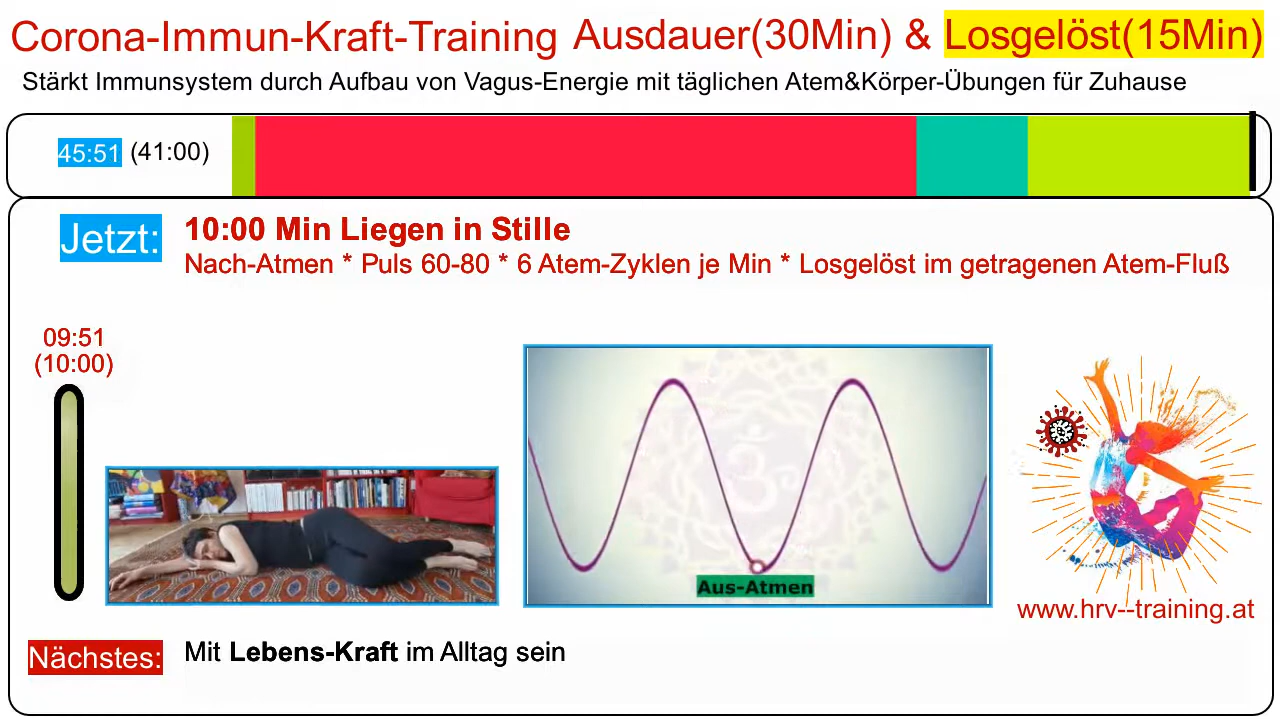 Corona-Immun-Kraft-Training Ausdauer(30Min) & Losgelöst(15Min)
Stärkt Immunsystem durch Aufbau von Vagus-Energie mit täglichen Atem&Körper-Übungen für Zuhause
45:51 (41:00)
Jetzt: 10:00 Min Liegen in Stille
Nach-Atmen * Puls 60-80 * 6 Atem-Zyklen je Min * Losgelöst im getragenen Atem-Fluß
09:51
(10:00)
Aus-Atmen
www.hrv--training.at
Nächstes: Mit Lebens-Kraft im Alltag sein